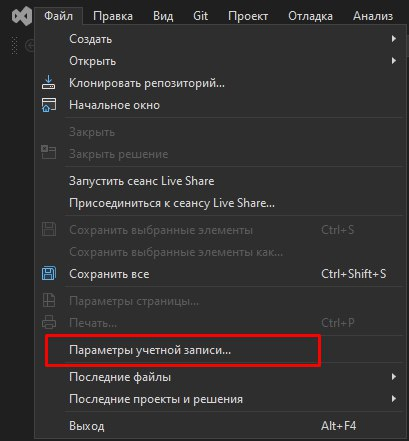 Файл Правка Вид Git Проект Отладка Анализ
Создать
Открыть
Клонировать репозиторий...
Начальное окно
Закрыть
Закрыть решение
Запустить сеанс Live Share
Присоединиться к сеансу Live Share...
Сохранить выбранные элементы Ctrl+S
Сохранить выбранные элементы как...
Сохранить все Ctrl+Shift+S
Параметры страницы...
Печать... Ctrl+P
Параметры учетной записи...
Последние файлы
Последние проекты и решения
Выход Alt+F4